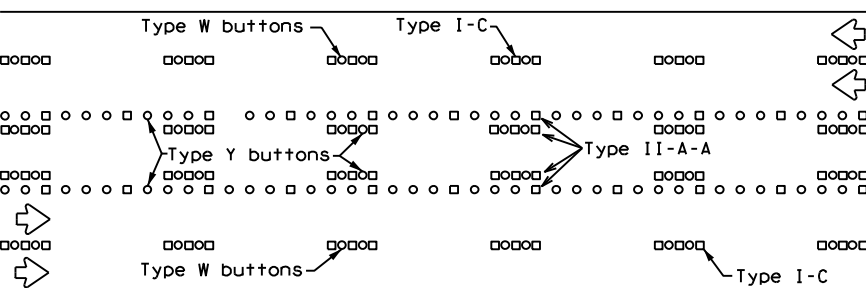 Type W buttons
Type I-C
Type Y buttons
Type II-A-A
Type W buttons
Type I-C